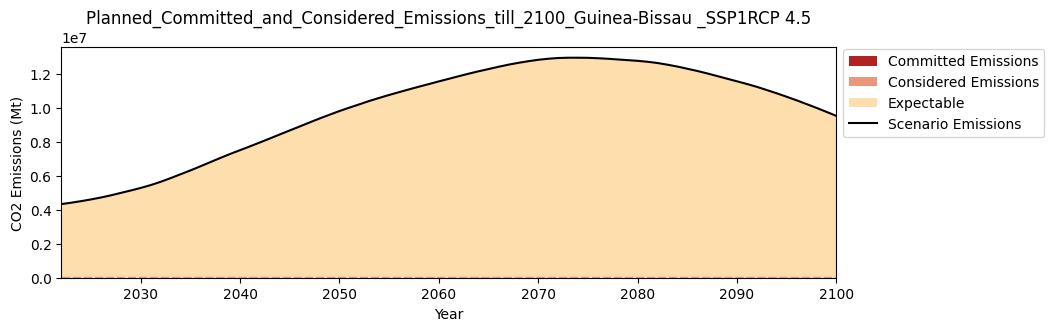 Planned_Committed_and_Considered_Emissions_till_2100_Guinea-Bissau _SSP1RCP 4.5
1e7
Committed Emissions
Considered Emissions
Expectable
Scenario Emissions
CO2 Emissions (Mt)
1.2
1.0
0.8
0.6
0.4
0.2
0.0
2030 2040 2050 2060 2070 2080 2090 2100
Year